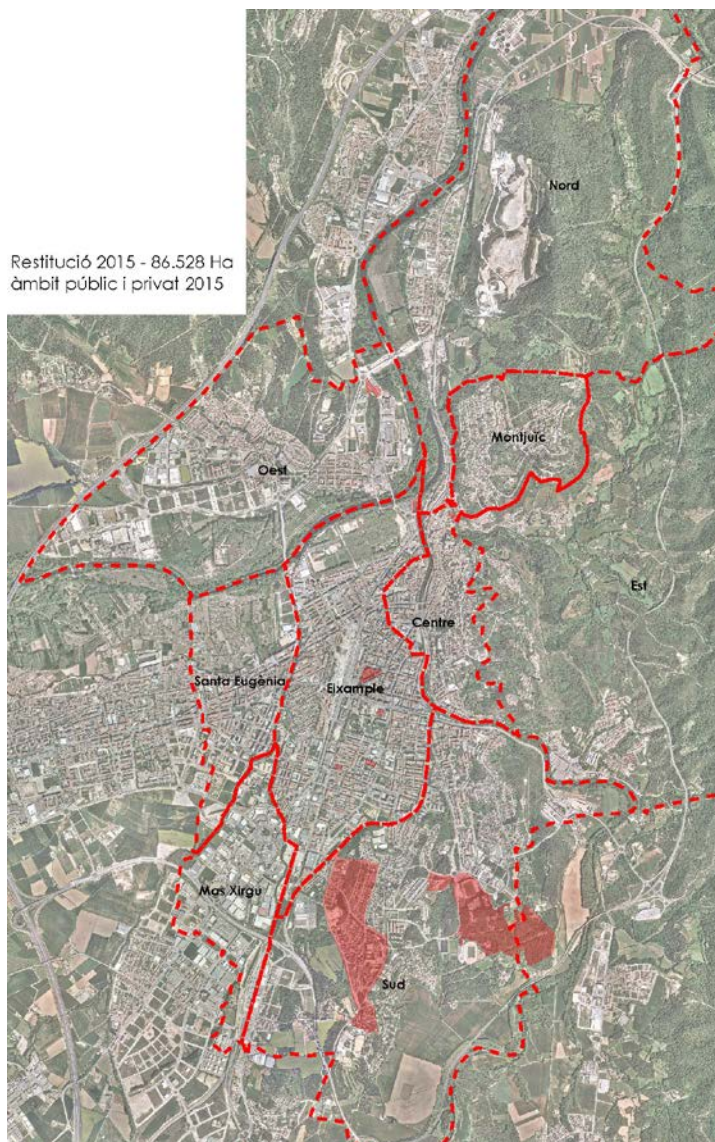 Nord
Restitució 2015 - 86.528 Ha
àmbit públic i privat 2015
Montjuïc
Oest
Est
Centre
Santa Eugènia
Eixample
Mas Xirgu
Sud